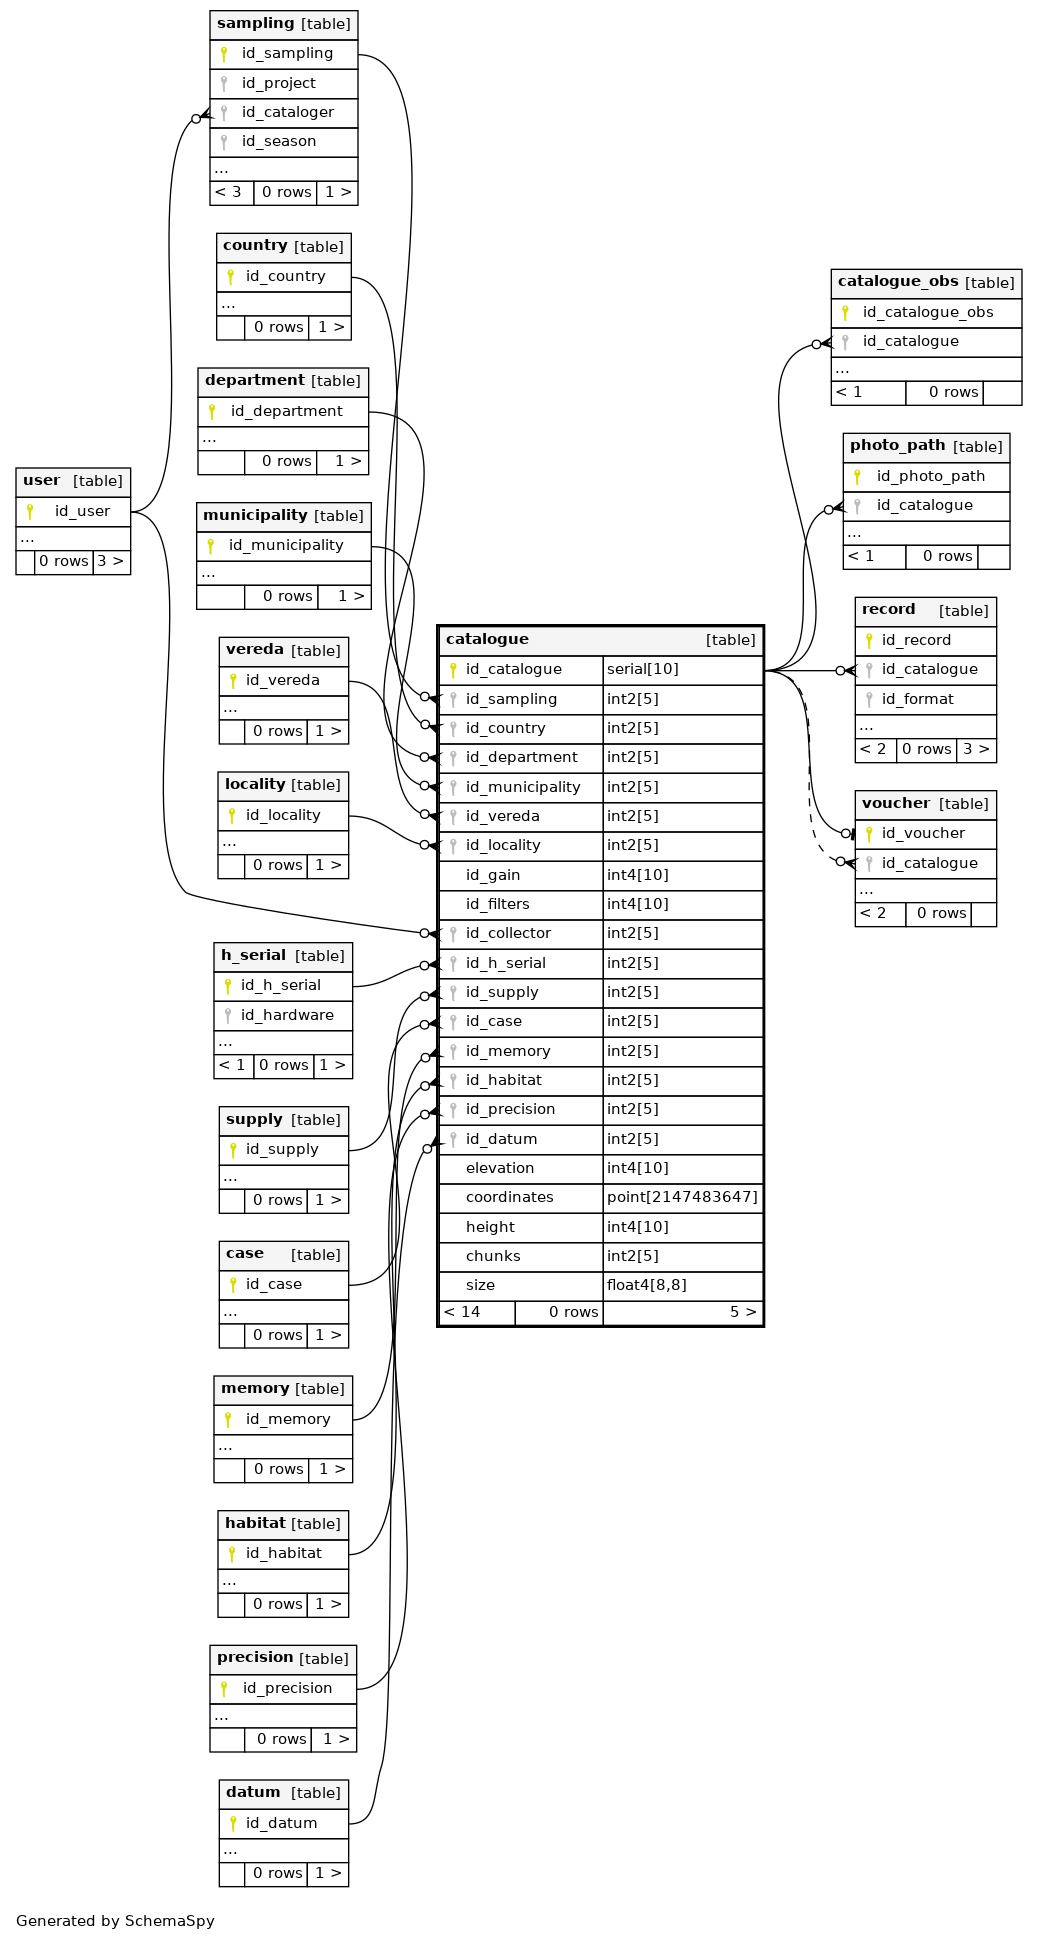 sampling [table]
id_sampling
id_project
id_cataloger
id_season
...
< 3 0 rows 1 >
country [table]
id_country
...
0 rows 1 >
department [table]
id_department
...
0 rows 1 >
user [table]
id_user
...
0 rows 3 >
municipality [table]
id_municipality
...
0 rows 1 >
vereda [table]
id_vereda
...
0 rows 1 >
locality [table]
id_locality
...
0 rows 1 >
h_serial [table]
id_h_serial
id_hardware
...
< 1 0 rows 1 >
supply [table]
id_supply
...
0 rows 1 >
case [table]
id_case
...
0 rows 1 >
memory [table]
id_memory
...
0 rows 1 >
habitat [table]
id_habitat
...
0 rows 1 >
precision [table]
id_precision
...
0 rows 1 >
datum [table]
id_datum
...
0 rows 1 >
catalogue [table]
id_catalogue serial[10]
id_sampling int2[5]
id_country int2[5]
id_department int2[5]
id_municipality int2[5]
id_vereda int2[5]
id_locality int2[5]
id_gain int4[10]
id_filters int4[10]
id_collector int2[5]
id_h_serial int2[5]
id_supply int2[5]
id_case int2[5]
id_memory int2[5]
id_habitat int2[5]
id_precision int2[5]
id_datum int2[5]
elevation int4[10]
coordinates point[2147483647]
height int4[10]
chunks int2[5]
size float4[8,8]
< 14 0 rows 5 >
catalogue_obs [table]
id_catalogue_obs
id_catalogue
...
< 1 0 rows
photo_path [table]
id_photo_path
id_catalogue
...
< 1 0 rows
record [table]
id_record
id_catalogue
id_format
...
< 2 0 rows 3 >
voucher [table]
id_voucher
id_catalogue
...
< 2 0 rows
Generated by SchemaSpy